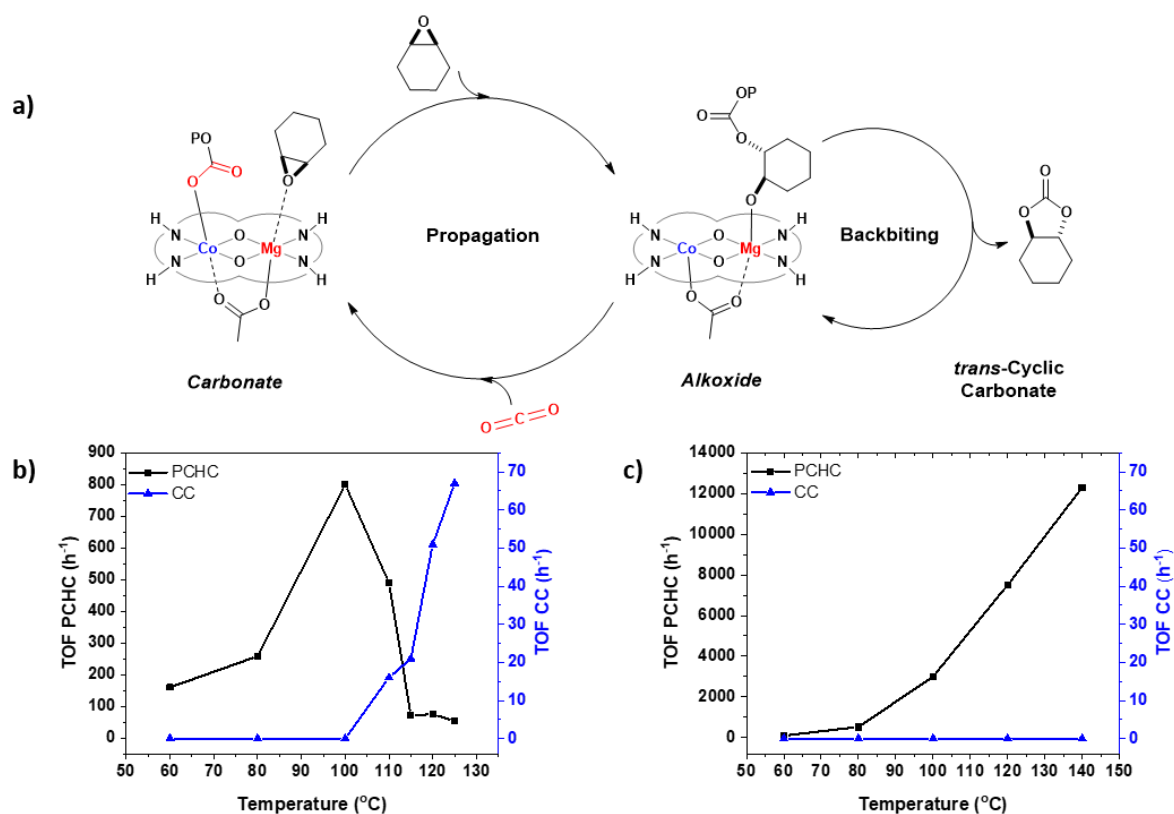 a)
O
PO
O
O
O
H
H
N
N
O
Co
Mg
O
N
N
H
H
O
O
Carbonate
Propagation
O=C=O
OP
O
O
O
H
H
N
N
O
Co
Mg
O
N
N
H
H
O
O
Alkoxide
Backbiting
O
O
O
trans-Cyclic
Carbonate
b)
PCHC
CC
TOF PCHC (h-1)
900
800
700
600
500
400
300
200
100
0
50 60 70 80 90 100 110 120 130
Temperature (oC)
70
60
50
40
30
20
10
0
TOF CC (h-1)
c)
PCHC
CC
TOF PCHC (h-1)
14000
12000
10000
8000
6000
4000
2000
0
50 60 70 80 90 100 110 120 130 140 150
Temperature (oC)
70
60
50
40
30
20
10
0
TOF CC (h-1)